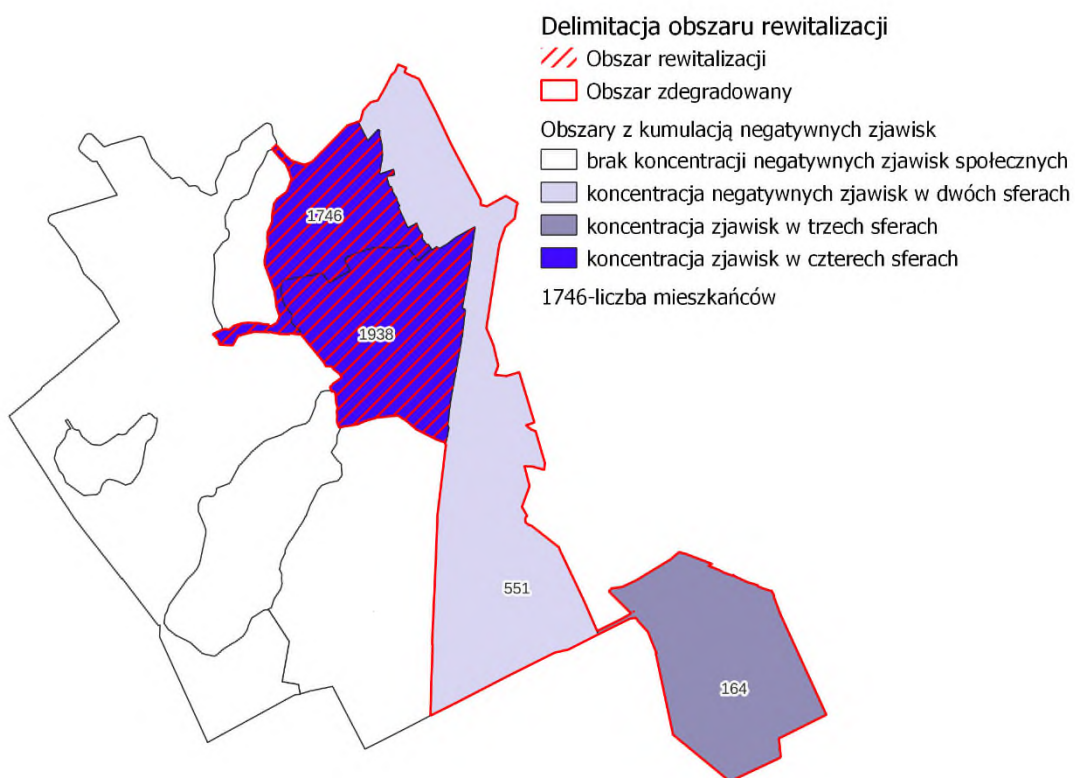 Delimitacja obszaru rewitalizacji
Obszar rewitalizacji
Obszar zdegradowany
Obszary z kumulacją negatywnych zjawisk
brak koncentracji negatywnych zjawisk społecznych
koncentracja negatywnych zjawisk w dwóch sferach
koncentracja zjawisk w trzech sferach
koncentracja zjawisk w czterech sferach
1746-liczba mieszkańców
1746
1938
551
164